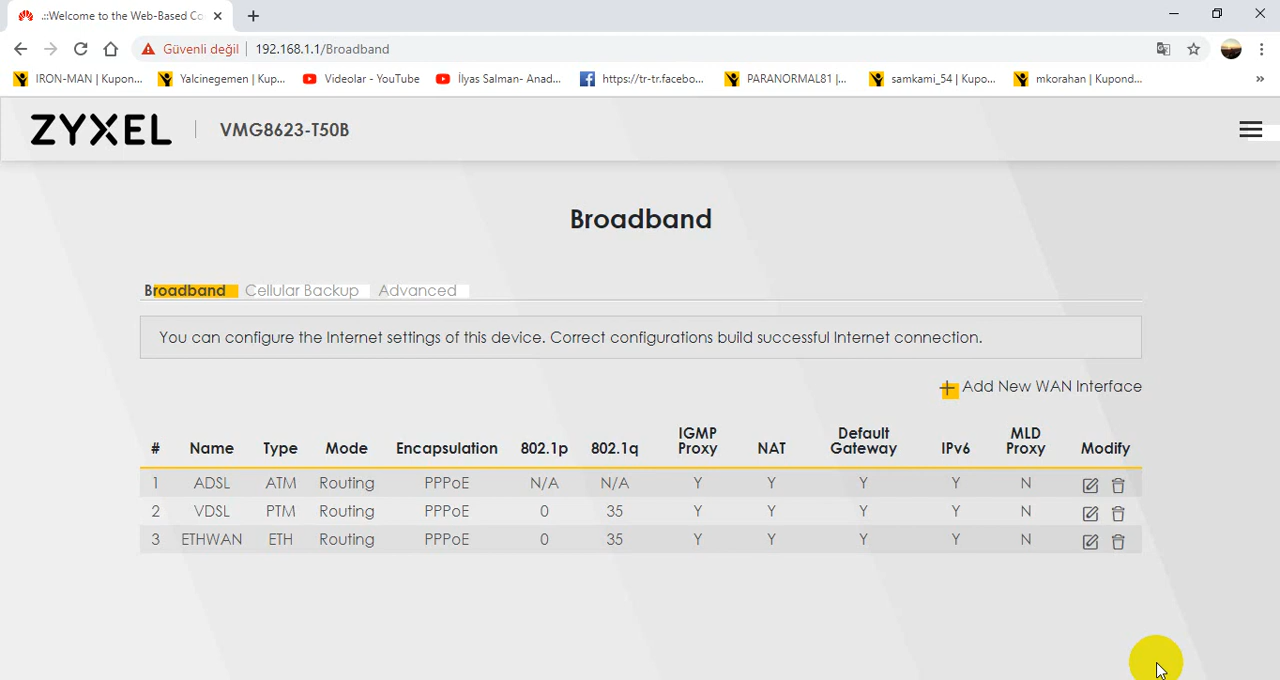 .::Welcome to the Web-Based Co
Güvenli değil 192.168.1.1/Broadband
IRON-MAN | Kupon... Yalcinegemen | Kup... Videolar - YouTube İlyas Salman- Anad... https://tr-tr.facebo... PARANORMAL81 |... samkami_54 | Kupo... mkorahan | Kupond... »
ZYXEL VMG8623-T50B
Broadband
Broadband Cellular Backup Advanced
You can configure the Internet settings of this device. Correct configurations build successful Internet connection.
+ Add New WAN Interface
# Name Type Mode Encapsulation 802.1p 802.1q IGMP Proxy NAT Default Gateway IPv6 MLD Proxy Modify
1 ADSL ATM Routing PPPoE N/A N/A Y Y Y Y N
2 VDSL PTM Routing PPPoE 0 35 Y Y Y Y N
3 ETHWAN ETH Routing PPPoE 0 35 Y Y Y Y N